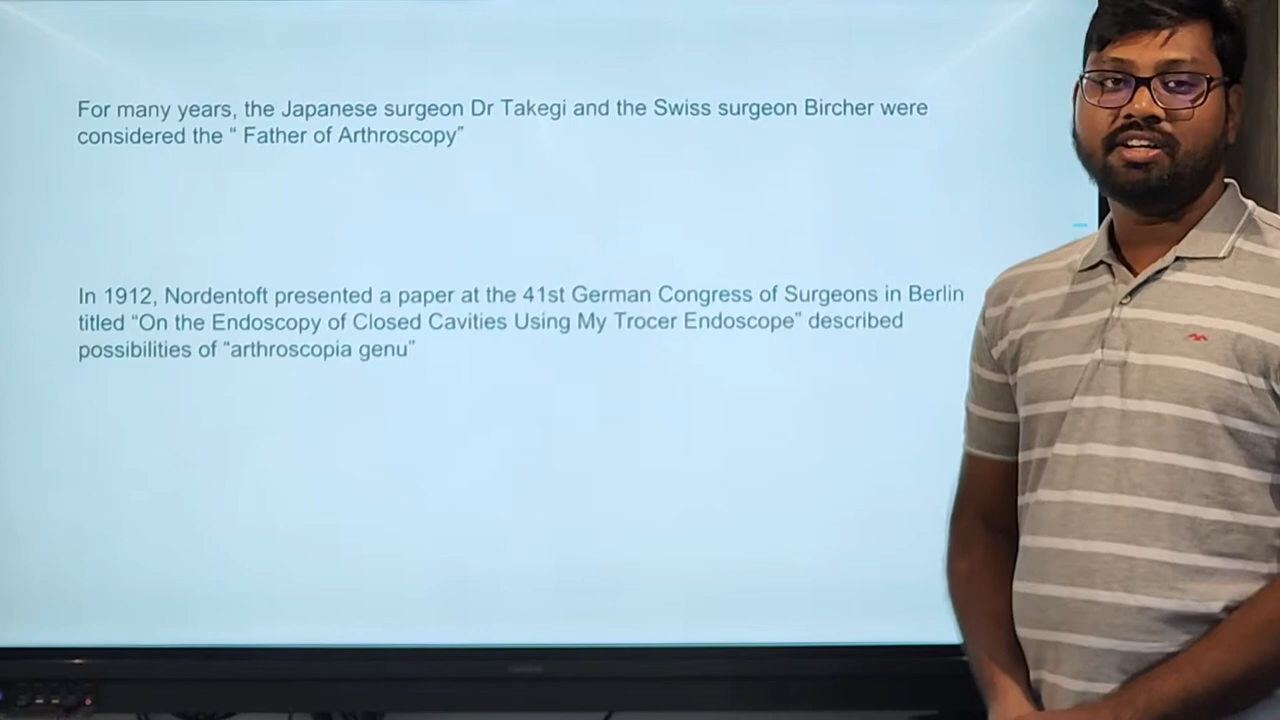 For many years, the Japanese surgeon Dr Takegi and the Swiss surgeon Bircher were
considered the “ Father of Arthroscopy”
In 1912, Nordentoft presented a paper at the 41st German Congress of Surgeons in Berlin
titled “On the Endoscopy of Closed Cavities Using My Trocer Endoscope” described
possibilities of “arthroscopia genu”